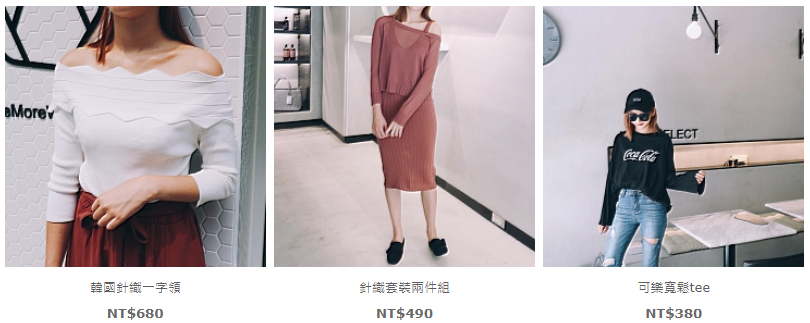 eMore
SELECT
Coca-Cola
韓國針織一字領
針織套裝兩件組
可樂寬鬆tee
NT$680
NT$490
NT$380